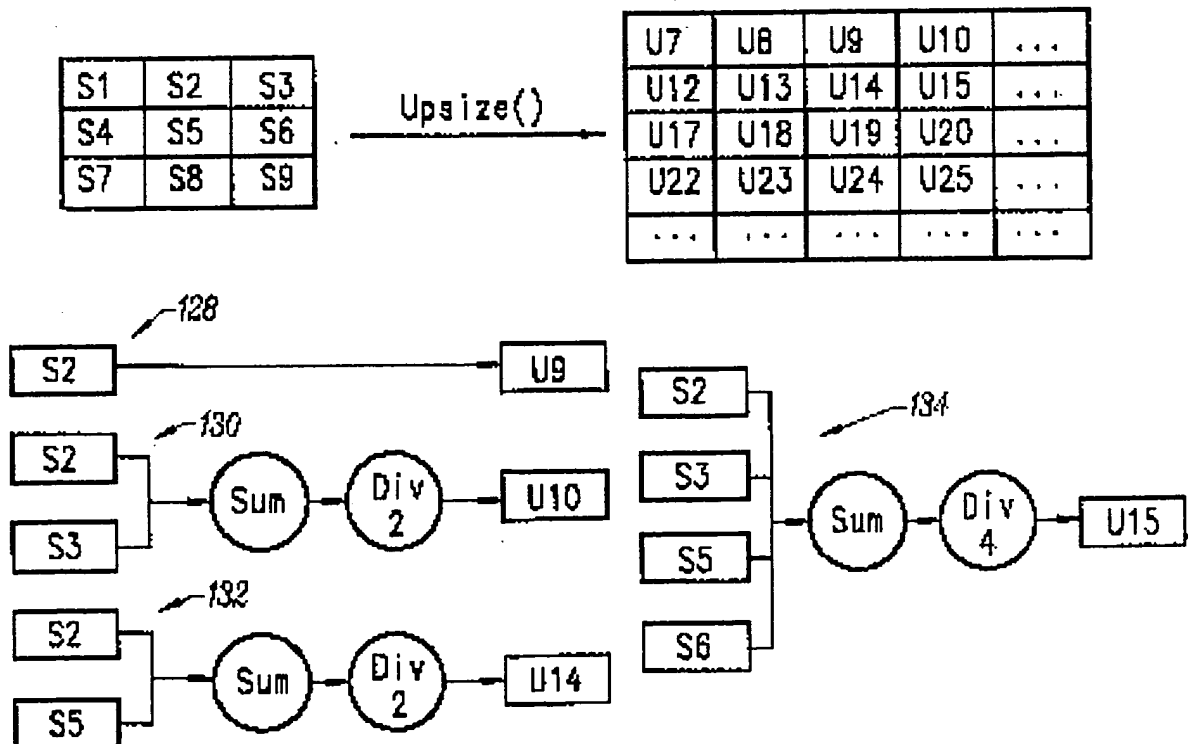 S1 S2 S3
S4 S5 S6
S7 S8 S9
Upsize()
U7 U8 U9 U10 ...
U12 U13 U14 U15 ...
U17 U18 U19 U20 ...
U22 U23 U24 U25 ...
... ... ... ... ...
128
S2 U9
130
S2
S3
Sum
Div 2
U10
132
S2
S5
Sum
Div 2
U14
134
S2
S3
S5
S6
Sum
Div 4
U15